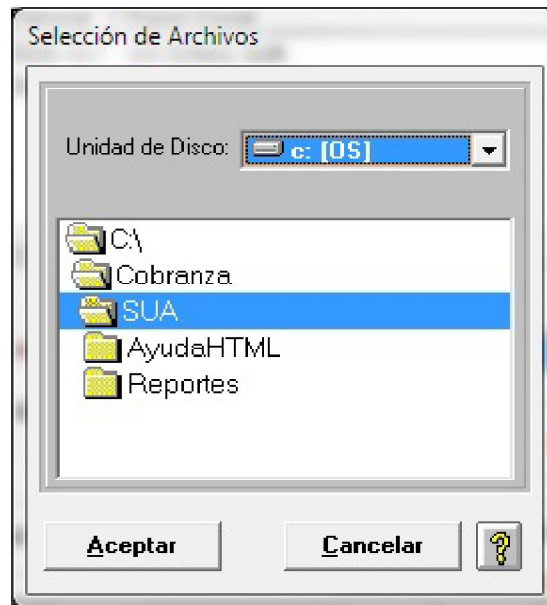 Selección de Archivos
Unidad de Disco: c: [OS]
C:\
Cobranza
SUA
AyudaHTML
Reportes
Aceptar Cancelar ?